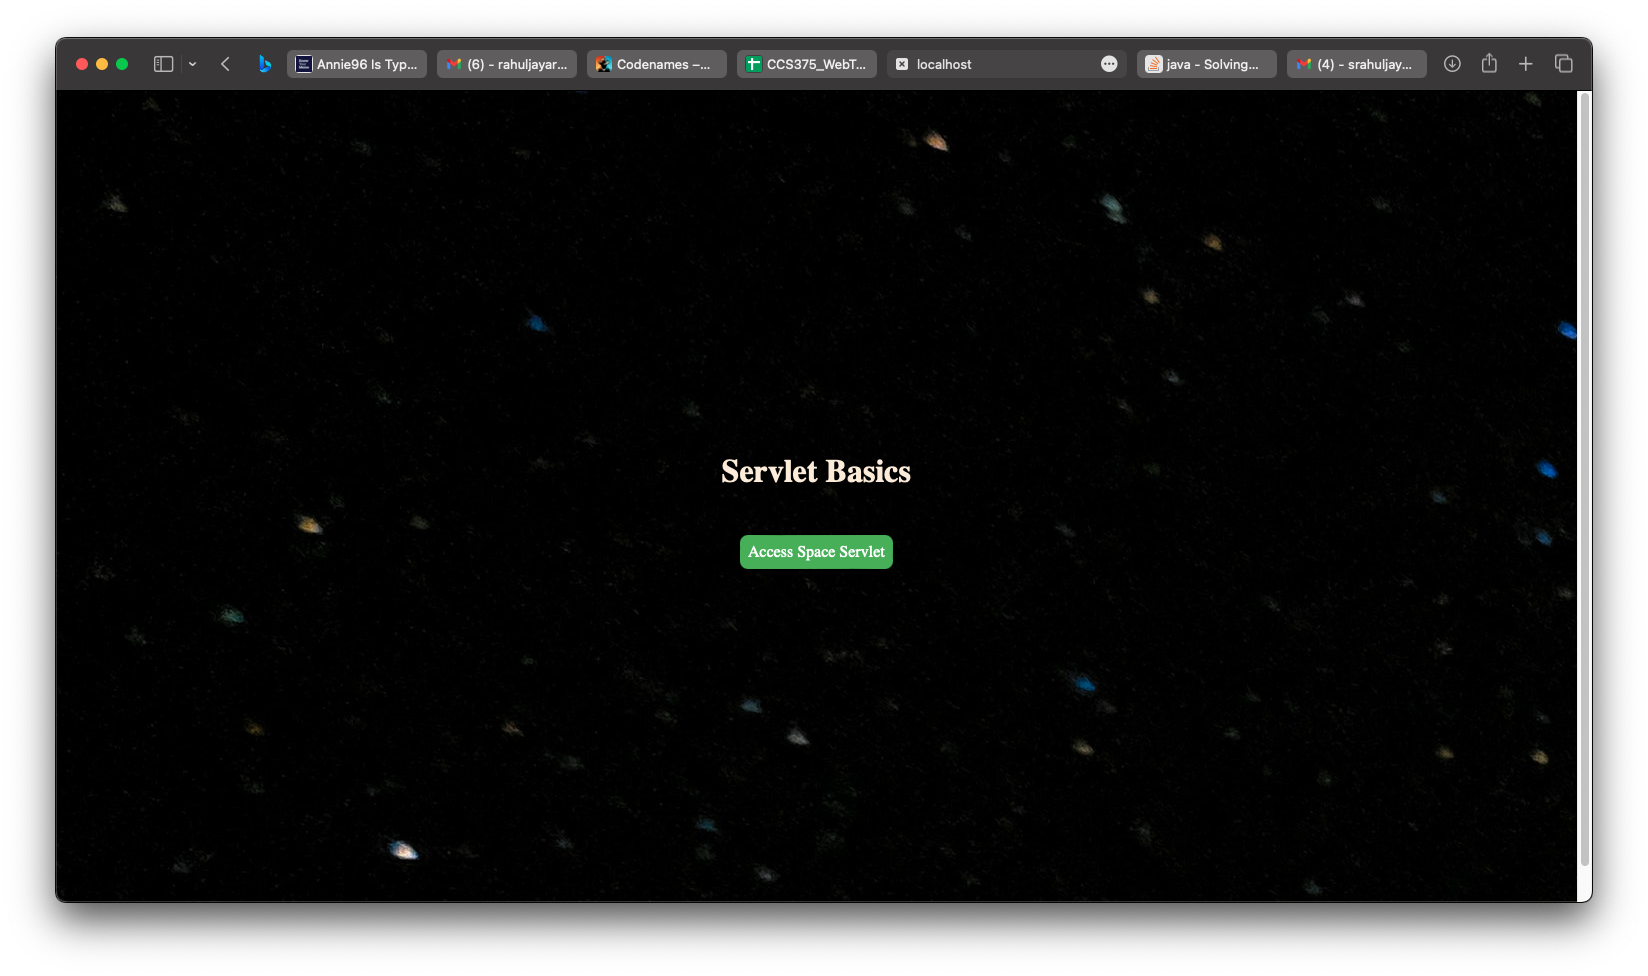 Annie96 Is Typ...
(6) - rahuljayar...
Codenames –...
CCS375_WebT...
localhost
java - Solving...
(4) - srahuljay...
Servlet Basics
Access Space Servlet